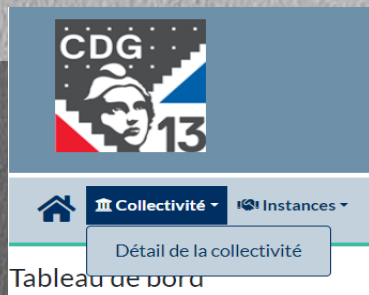 CDG
13
Collectivité
Instances
Détail de la collectivité
Tableau de bord